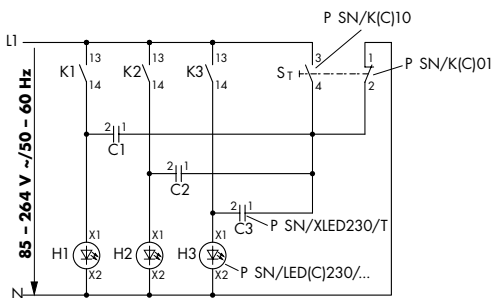 P SN/K(C)10
L1
13 13 13 3 1
K1 K2 K3 S T P SN/K(C)01
14 14 14 4 2
85 – 264 V ~/50 – 60 Hz
2 1
C1
2 1
C2
2 1
C3 P SN/XLED230/T
X1 X1 X1
H1 H2 H3
X2 X2 X2 P SN/LED(C)230/...
N